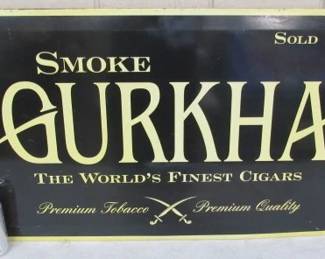 SOLD
SMOKE
GURKHA
THE WORLD'S FINEST CIGARS
Premium Tobacco Premium Quality